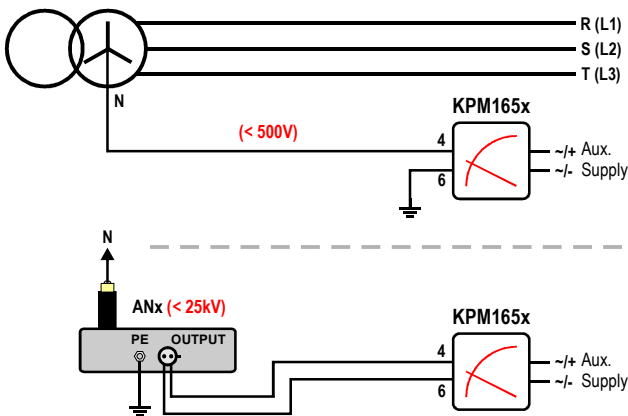 R (L1)
S (L2)
T (L3)
N
KPM165x
(< 500V)
4
~/+ Aux.
6
~/- Supply
N
ANx (< 25kV)
KPM165x
PE OUTPUT
4
~/+ Aux.
6
~/- Supply